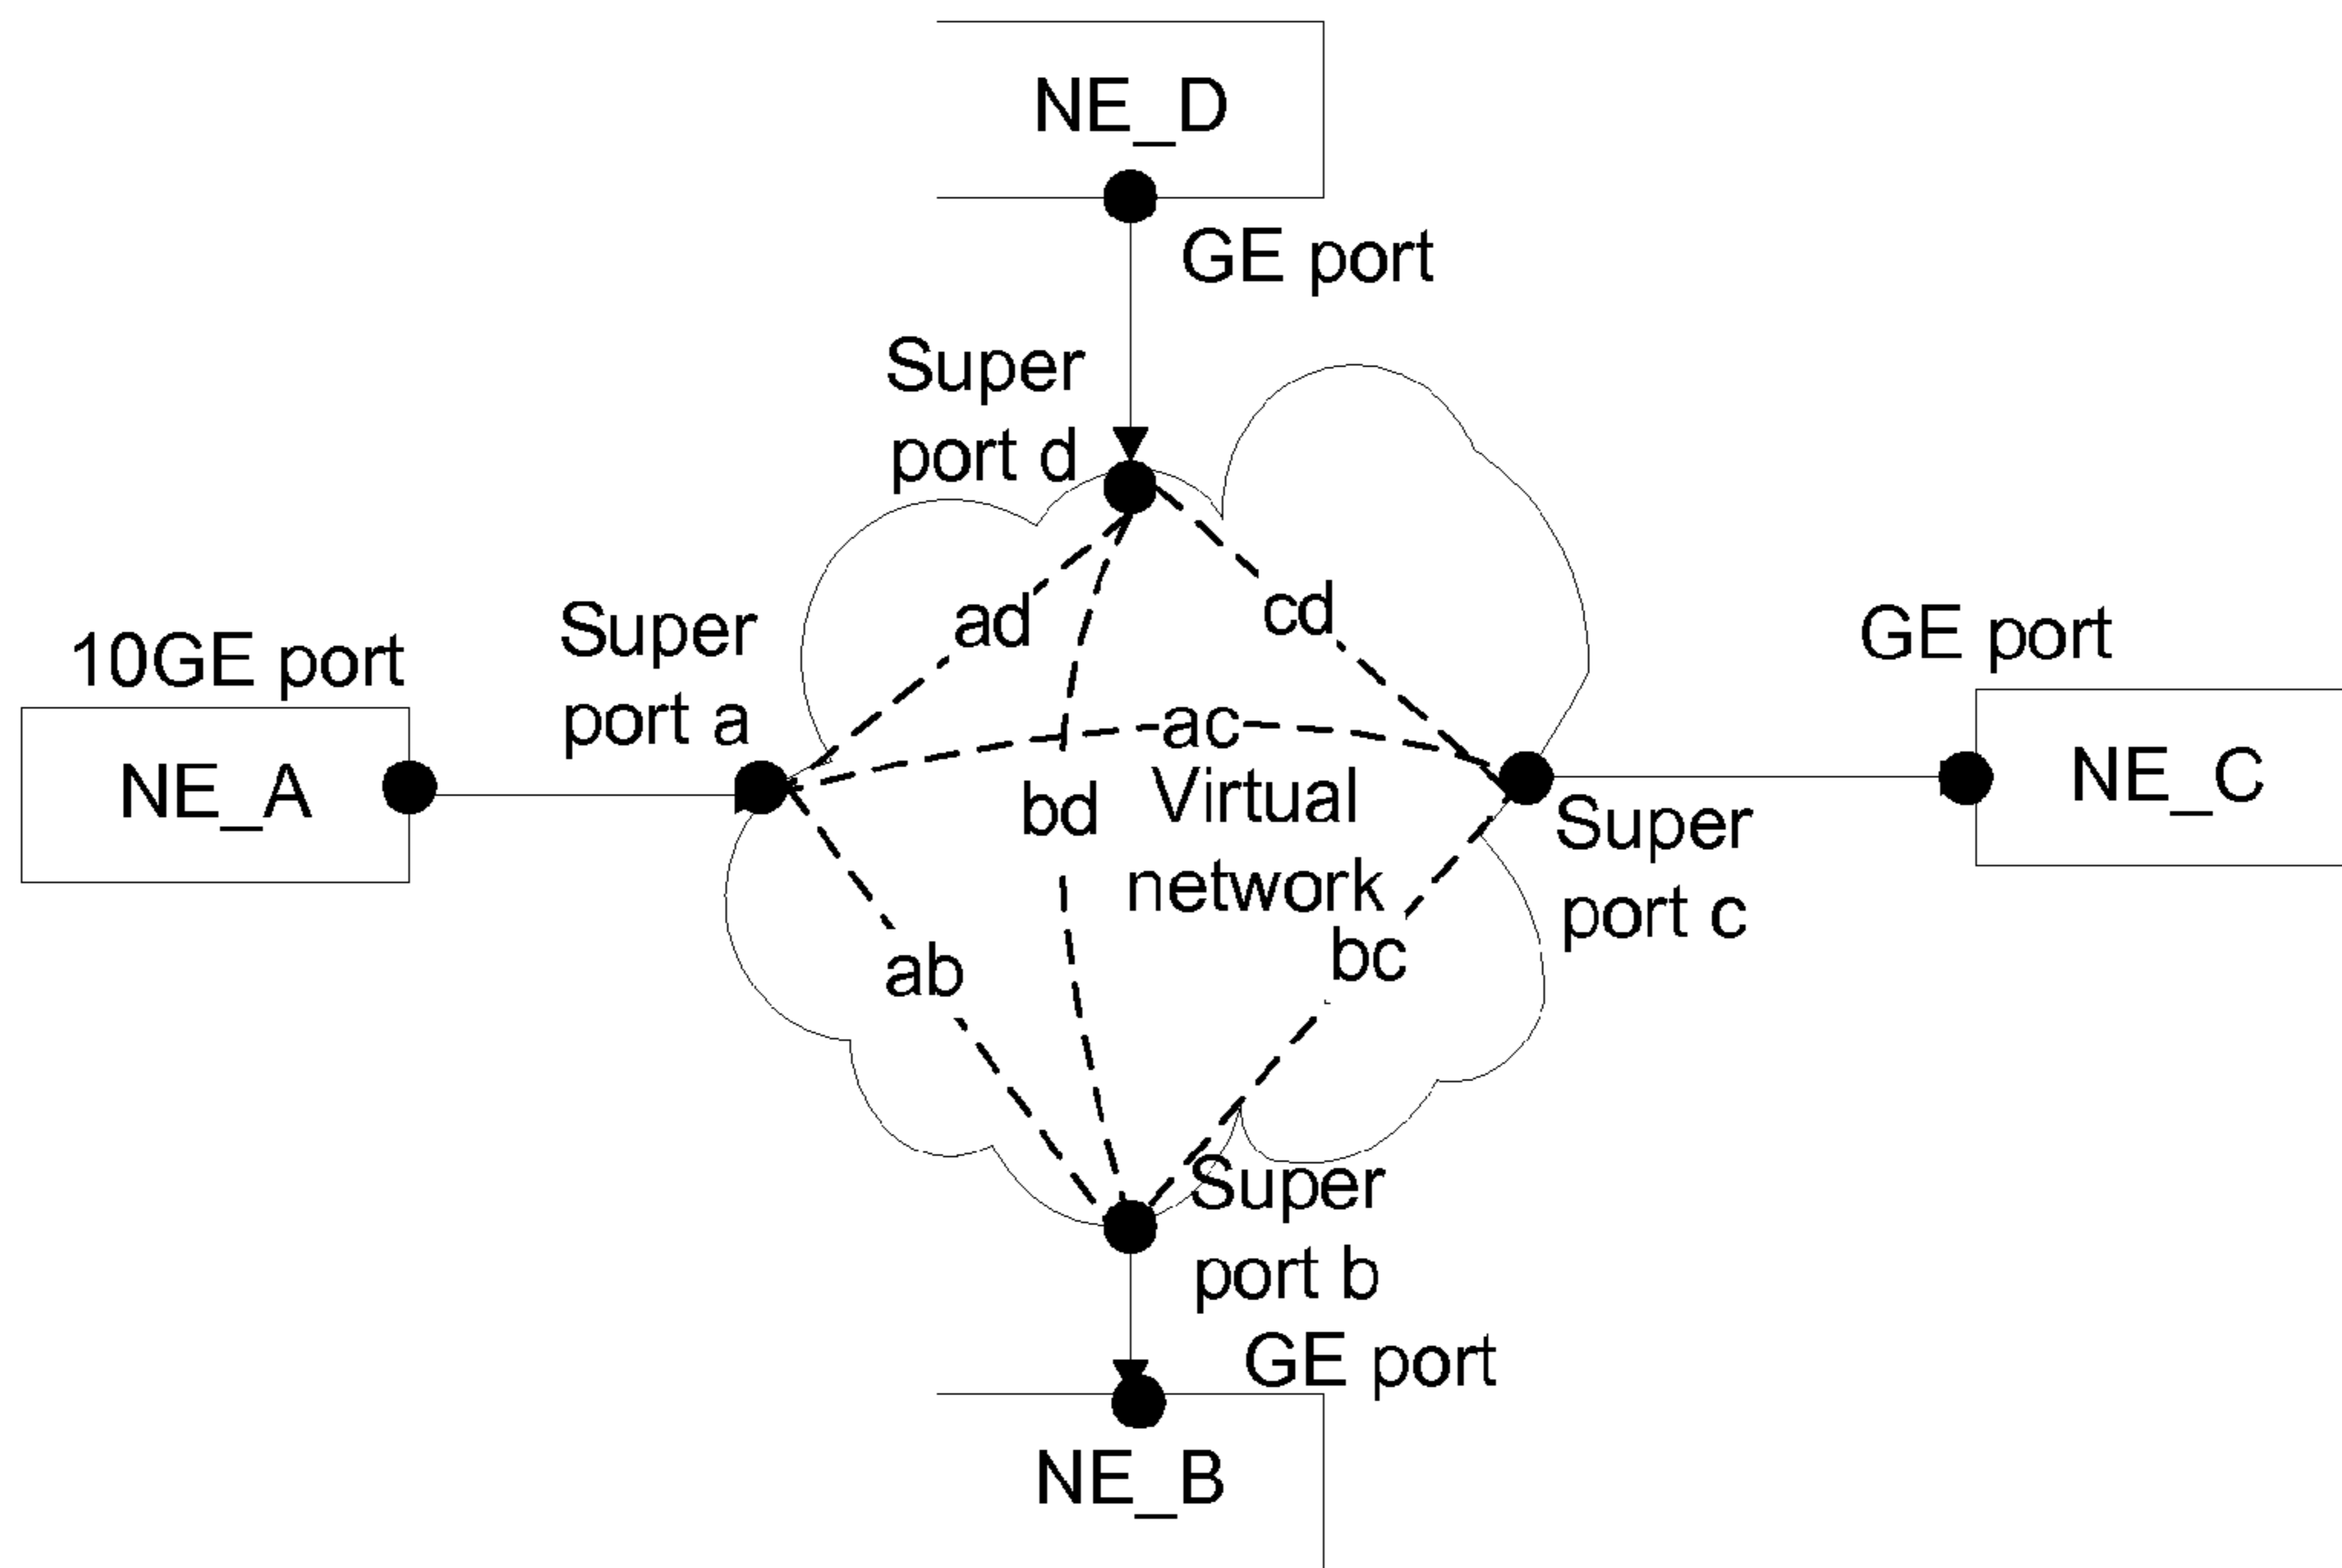 NE_D
GE port
Super
port d
ad
cd
Super
port a
10GE port
NE_A
GE port
NE_C
ac
bd
Virtual
network
Super
port c
bc
ab
Super
port b
GE port
NE_B